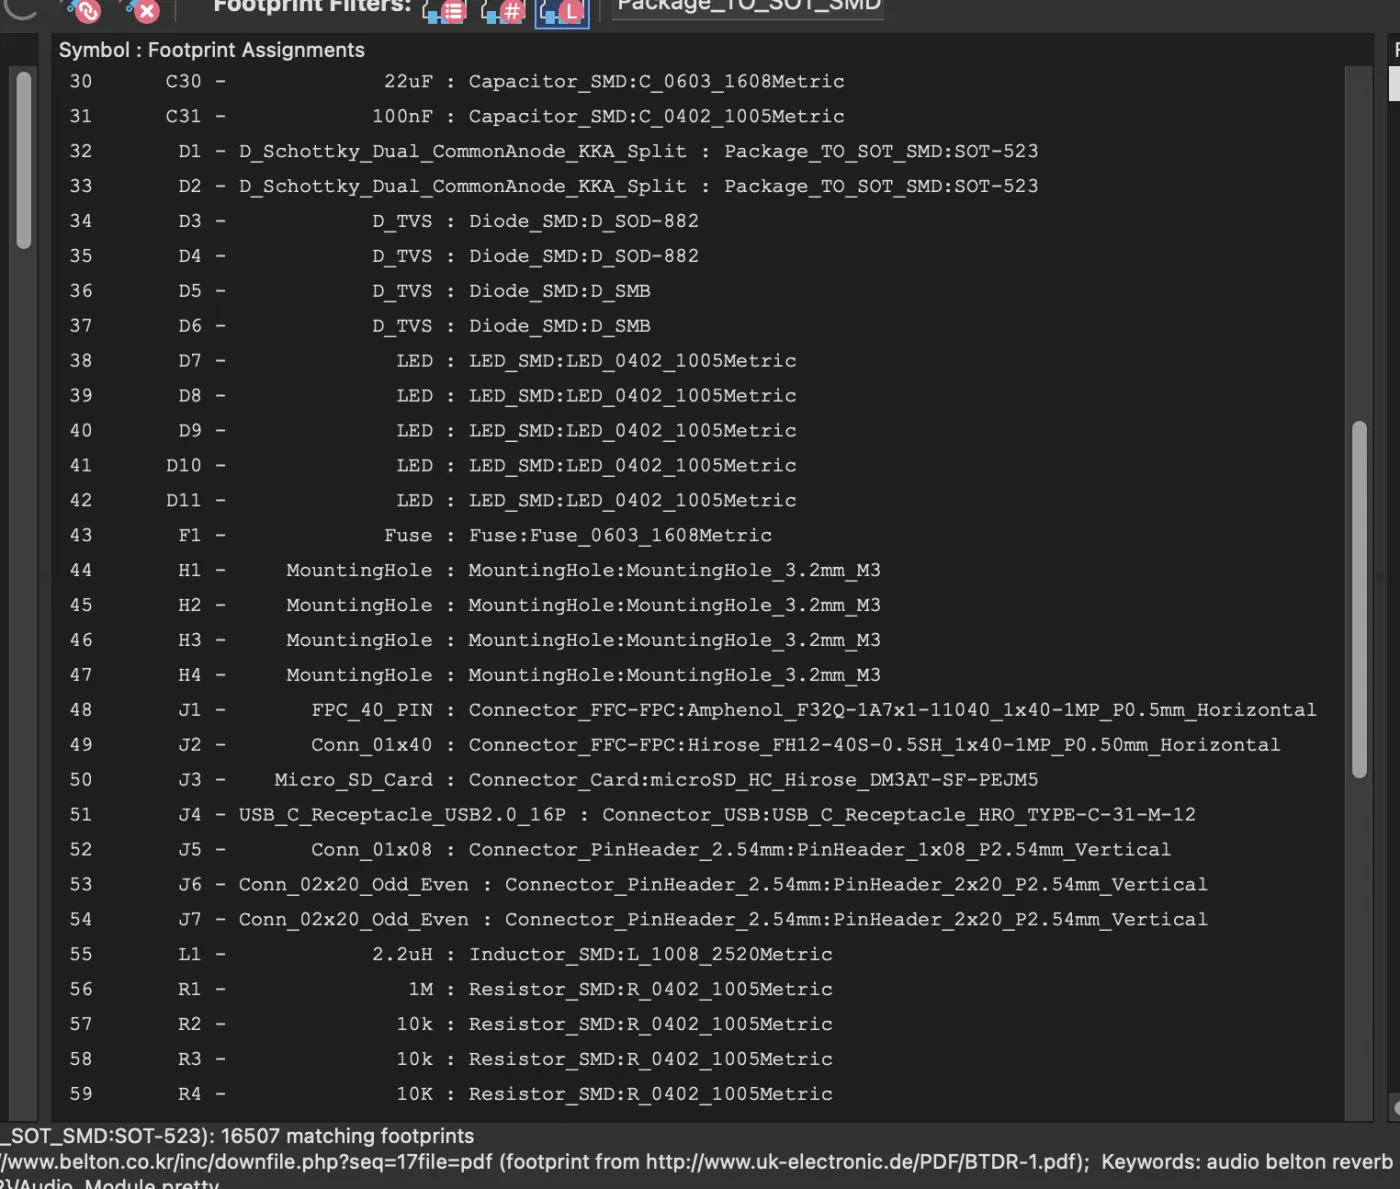 Footprint Filters: # L Package_TO_SOT_SMD
Symbol : Footprint Assignments
30 C30 - 22uF : Capacitor_SMD:C_0603_1608Metric
31 C31 - 100nF : Capacitor_SMD:C_0402_1005Metric
32 D1 - D_Schottky_Dual_CommonAnode_KKA_Split : Package_TO_SOT_SMD:SOT-523
33 D2 - D_Schottky_Dual_CommonAnode_KKA_Split : Package_TO_SOT_SMD:SOT-523
34 D3 - D_TVS : Diode_SMD:D_SOD-882
35 D4 - D_TVS : Diode_SMD:D_SOD-882
36 D5 - D_TVS : Diode_SMD:D_SMB
37 D6 - D_TVS : Diode_SMD:D_SMB
38 D7 - LED : LED_SMD:LED_0402_1005Metric
39 D8 - LED : LED_SMD:LED_0402_1005Metric
40 D9 - LED : LED_SMD:LED_0402_1005Metric
41 D10 - LED : LED_SMD:LED_0402_1005Metric
42 D11 - LED : LED_SMD:LED_0402_1005Metric
43 F1 - Fuse : Fuse:Fuse_0603_1608Metric
44 H1 - MountingHole : MountingHole:MountingHole_3.2mm_M3
45 H2 - MountingHole : MountingHole:MountingHole_3.2mm_M3
46 H3 - MountingHole : MountingHole:MountingHole_3.2mm_M3
47 H4 - MountingHole : MountingHole:MountingHole_3.2mm_M3
48 J1 - FPC_40_PIN : Connector_FFC-FPC:Amphenol_F32Q-1A7x1-11040_1x40-1MP_P0.5mm_Horizontal
49 J2 - Conn_01x40 : Connector_FFC-FPC:Hirose_FH12-40S-0.5SH_1x40-1MP_P0.50mm_Horizontal
50 J3 - Micro_SD_Card : Connector_Card:microSD_HC_Hirose_DM3AT-SF-PEJM5
51 J4 - USB_C_Receptacle_USB2.0_16P : Connector_USB:USB_C_Receptacle_HRO_TYPE-C-31-M-12
52 J5 - Conn_01x08 : Connector_PinHeader_2.54mm:PinHeader_1x08_P2.54mm_Vertical
53 J6 - Conn_02x20_Odd_Even : Connector_PinHeader_2.54mm:PinHeader_2x20_P2.54mm_Vertical
54 J7 - Conn_02x20_Odd_Even : Connector_PinHeader_2.54mm:PinHeader_2x20_P2.54mm_Vertical
55 L1 - 2.2uH : Inductor_SMD:L_1008_2520Metric
56 R1 - 1M : Resistor_SMD:R_0402_1005Metric
57 R2 - 10k : Resistor_SMD:R_0402_1005Metric
58 R3 - 10k : Resistor_SMD:R_0402_1005Metric
59 R4 - 10K : Resistor_SMD:R_0402_1005Metric
_SOT_SMD:SOT-523): 16507 matching footprints
/www.belton.co.kr/inc/downfile.php?seq=17file=pdf (footprint from http://www.uk-electronic.de/PDF/BTDR-1.pdf); Keywords: audio belton reverb
}/Audio_Module.pretty